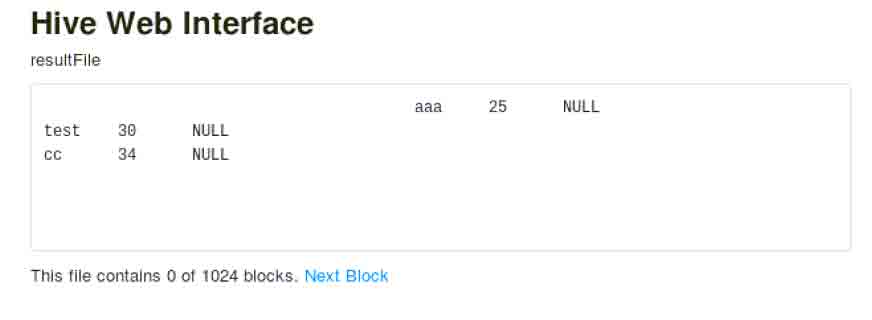 Hive Web Interface
resultFile
aaa 25 NULL
test 30 NULL
cc 34 NULL
This file contains 0 of 1024 blocks. Next Block